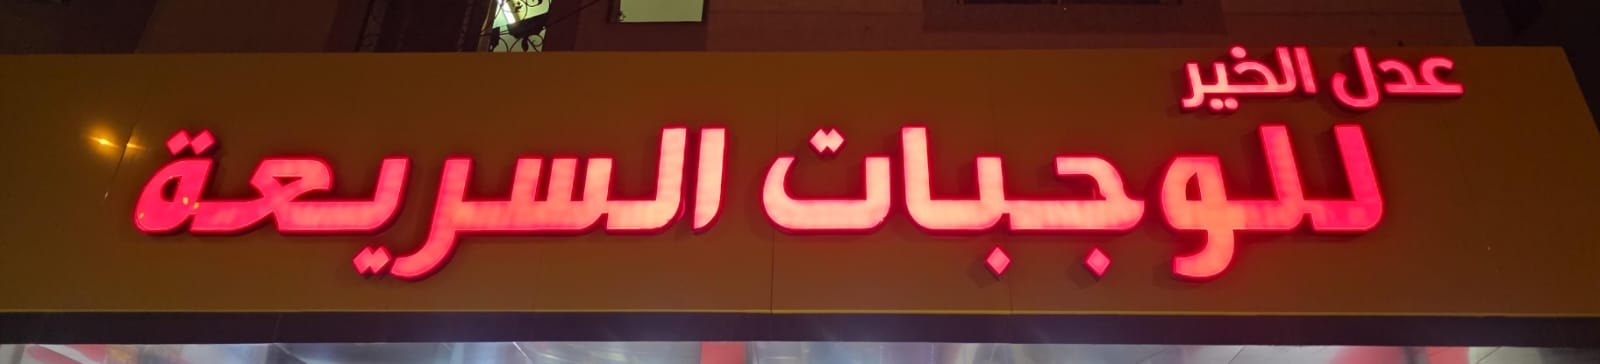 عدل الخير
للوجبات السريعة